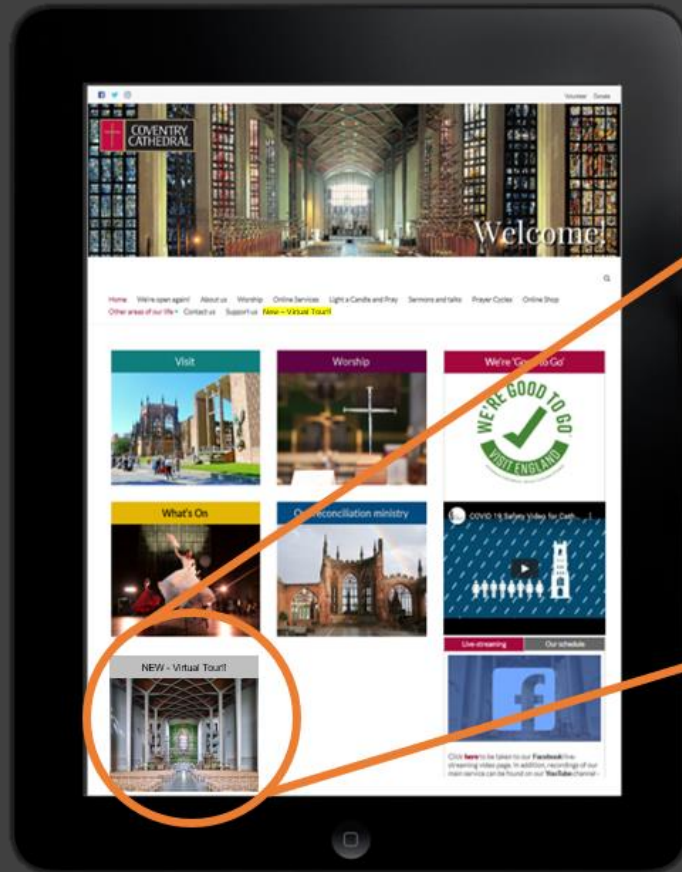 Volunteer Donate
COVENTRY
CATHEDRAL
Welcome!
Home We're open again! About us Worship Online Services Light a Candle and Pray Sermons and talks Prayer Cycles Online Shop
Other areas of our life Contact us Support us New – Virtual Tour!!
Visit
Worship
We're 'Good to Go'
WE'RE GOOD TO GO
VISIT ENGLAND
What's On
Our reconciliation ministry
COVID 19 Safety Video for Cath...
Live-streaming
Our schedule
NEW - Virtual Tour!!
Click here to be taken to our Facebook live-
streaming video page. In addition, recordings of our
main service can be found on our YouTube channel -